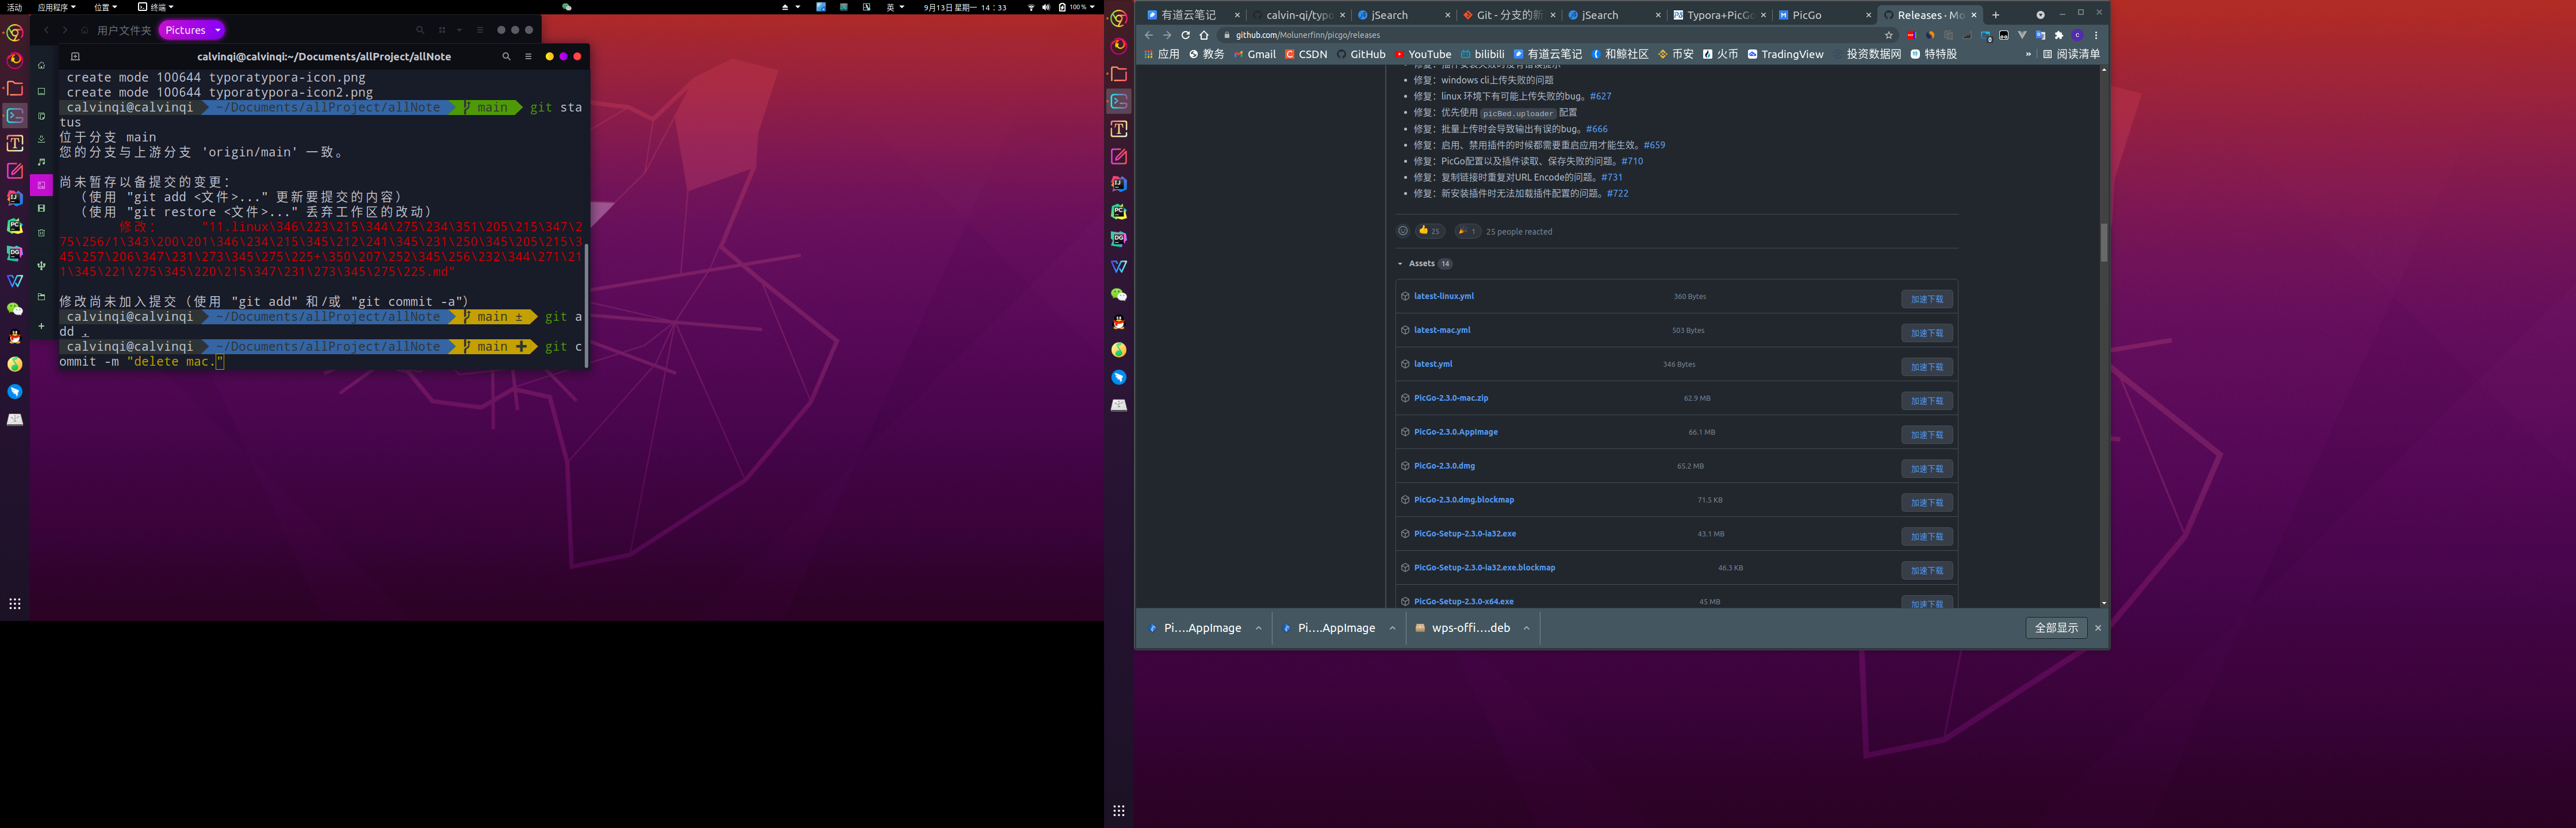 活动 应用程序 位置 终端 英 9月13日 星期一 14：33 100 %
用户文件夹 Pictures
calvinqi@calvinqi:~/Documents/allProject/allNote
create mode 100644 typoratypora-icon.png
create mode 100644 typoratypora-icon2.png
calvinqi@calvinqi ~/Documents/allProject/allNote main git sta
tus
位于分支 main
您的分支与上游分支 'origin/main' 一致。
尚未暂存以备提交的变更：
（使用 "git add <文件>..." 更新要提交的内容）
（使用 "git restore <文件>..." 丢弃工作区的改动）
修改： "11.linux\346\223\215\344\275\234\351\205\215\347\2
75\256/1\343\200\201\346\234\215\345\212\241\345\231\250\345\205\215\3
45\257\206\347\231\273\345\275\225+\350\207\252\345\256\232\344\271\21
1\345\221\275\345\220\215\347\231\273\345\275\225.md"
修改尚未加入提交（使用 "git add" 和/或 "git commit -a"）
calvinqi@calvinqi ~/Documents/allProject/allNote main ± git a
dd .
calvinqi@calvinqi ~/Documents/allProject/allNote main ✚ git c
ommit -m "delete mac."
有道云笔记 calvin-qi/typo jSearch Git - 分支的新 jSearch Typora+PicGo PicGo Releases · Mo
github.com/Molunerfinn/picgo/releases
应用 教务 Gmail CSDN GitHub YouTube bilibili 有道云笔记 和鲸社区 币安 火币 TradingView 投资数据网 特特股 » 阅读清单
修复：插件安装失败时没有错误提示
修复：windows cli上传失败的问题
修复：linux 环境下有可能上传失败的bug。#627
修复：优先使用 picBed.uploader 配置
修复：批量上传时会导致输出有误的bug。#666
修复：启用、禁用插件的时候都需要重启应用才能生效。#659
修复：PicGo配置以及插件读取、保存失败的问题。#710
修复：复制链接时重复对URL Encode的问题。#731
修复：新安装插件时无法加载插件配置的问题。#722
25 1 25 people reacted
Assets 14
latest-linux.yml 360 Bytes 加速下载
latest-mac.yml 503 Bytes 加速下载
latest.yml 346 Bytes 加速下载
PicGo-2.3.0-mac.zip 62.9 MB 加速下载
PicGo-2.3.0.AppImage 66.1 MB 加速下载
PicGo-2.3.0.dmg 65.2 MB 加速下载
PicGo-2.3.0.dmg.blockmap 71.5 KB 加速下载
PicGo-Setup-2.3.0-ia32.exe 43.1 MB 加速下载
PicGo-Setup-2.3.0-ia32.exe.blockmap 46.3 KB 加速下载
PicGo-Setup-2.3.0-x64.exe 45 MB 加速下载
Pi....AppImage Pi....AppImage wps-offi....deb 全部显示